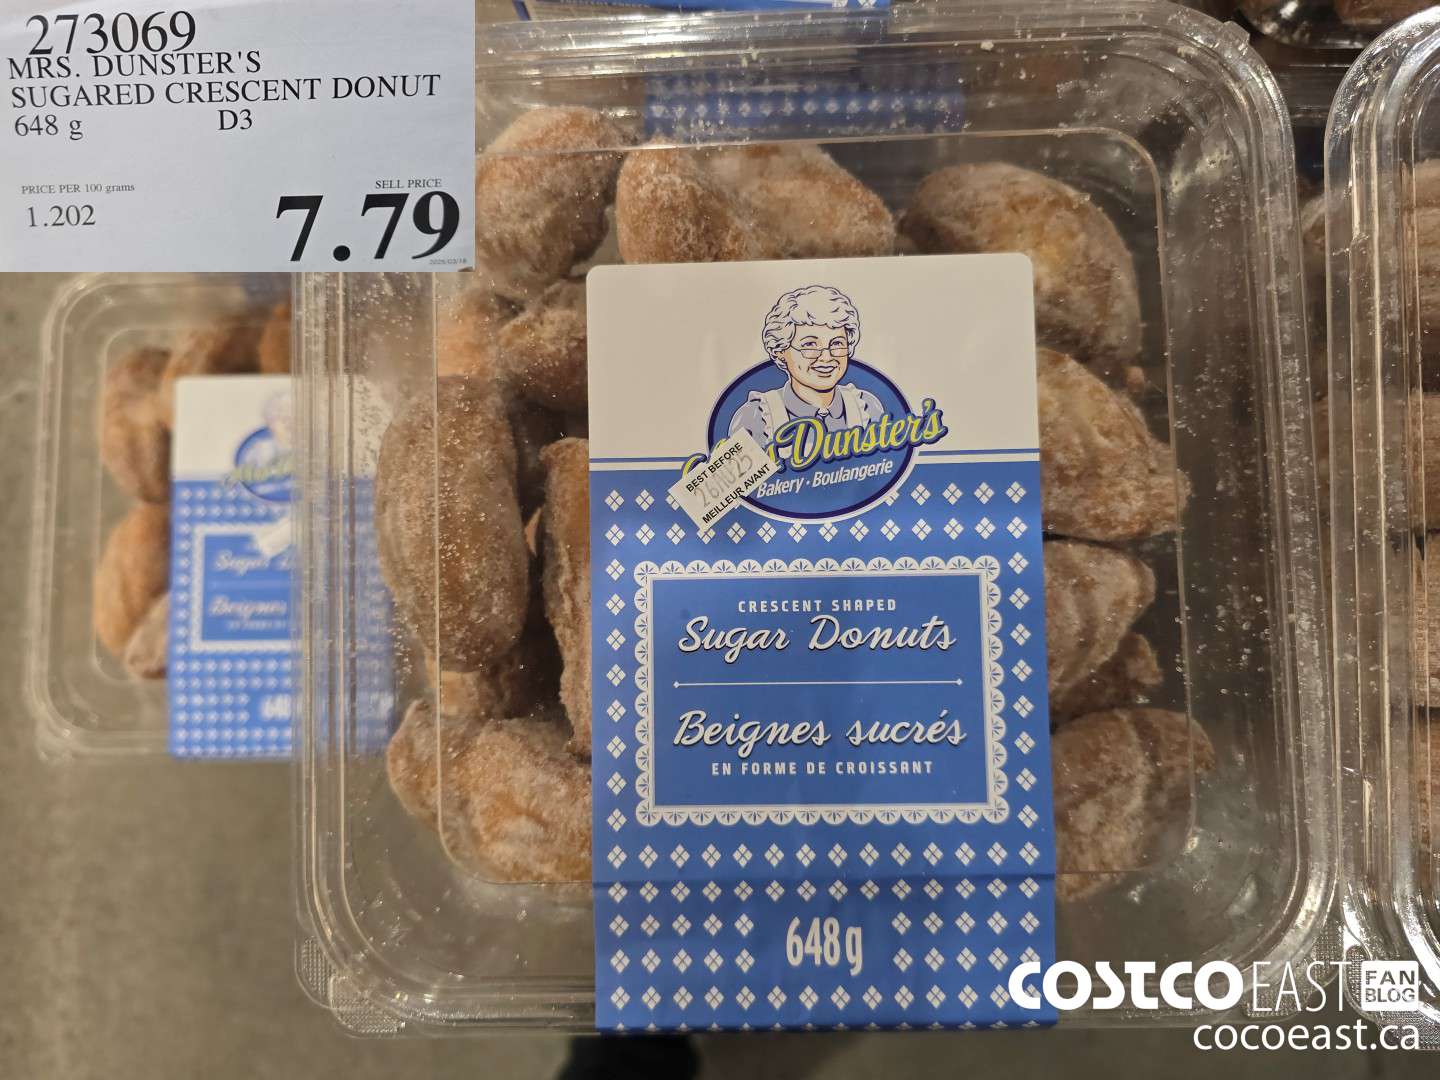 273069
MRS. DUNSTER'S
SUGARED CRESCENT DONUT
648 g D3
PRICE PER 100 grams
1.202
SELL PRICE
7.79
Dunster's
Bakery · Boulangerie
BEST BEFORE
MEILLEUR AVANT
CRESCENT SHAPED
Sugar Donuts
Beignes sucrés
EN FORME DE CROISSANT
648g
Sugar
Beignes
COSTCO EAST FAN BLOG
cocoeast.ca